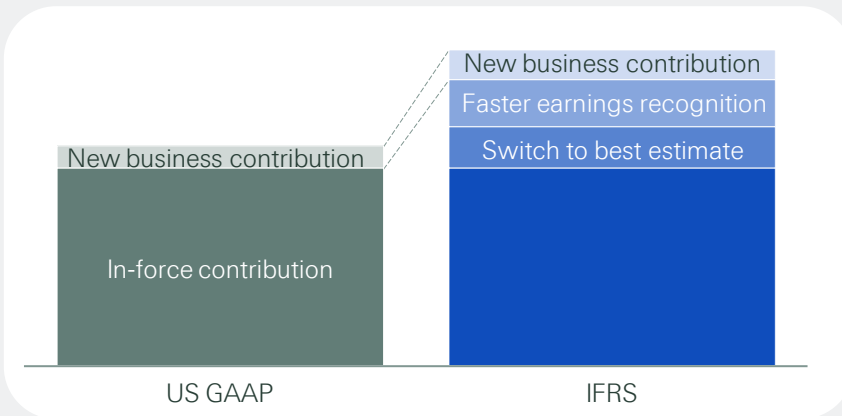 New business contribution
Faster earnings recognition
Switch to best estimate
New business contribution
In-force contribution
US GAAP
IFRS